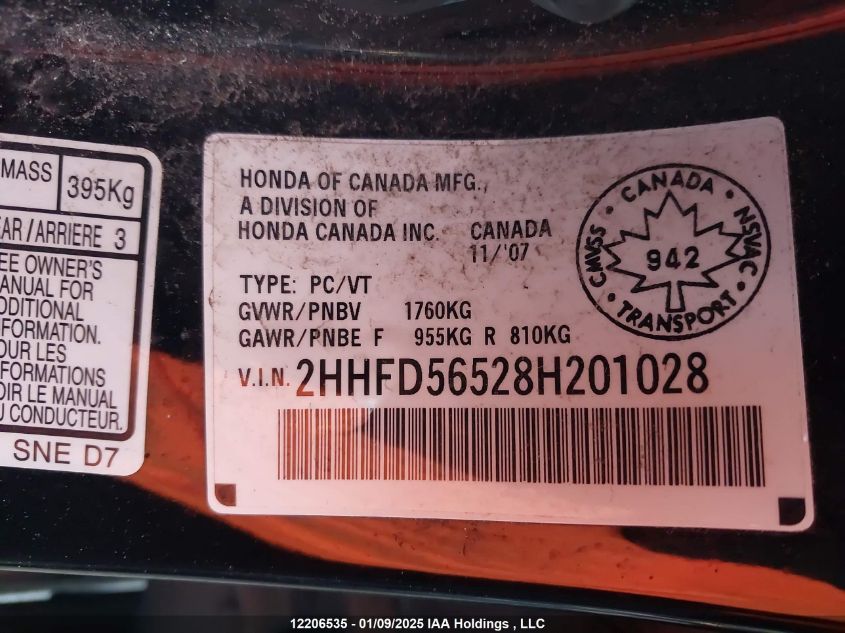 MASS
395Kg
EAR/ARRIERE 3
EE OWNER'S
ANUAL FOR
DDITIONAL
NFORMATION.
OUR LES
FORMATIONS
OIR LE MANUAL
U CONDUCTEUR.
SNE D7
HONDA OF CANADA MFG.,
A DIVISION OF
HONDA CANADA INC. CANADA
11/'07
TYPE: PC/VT
GVWR/PNBV 1760KG
GAWR/PNBE F 955KG R 810KG
V.I.N. 2HHFD56528H201028
CANADA
CMVSS
NSVAC
942
TRANSPORT
12206535 - 01/09/2025 IAA Holdings , LLC